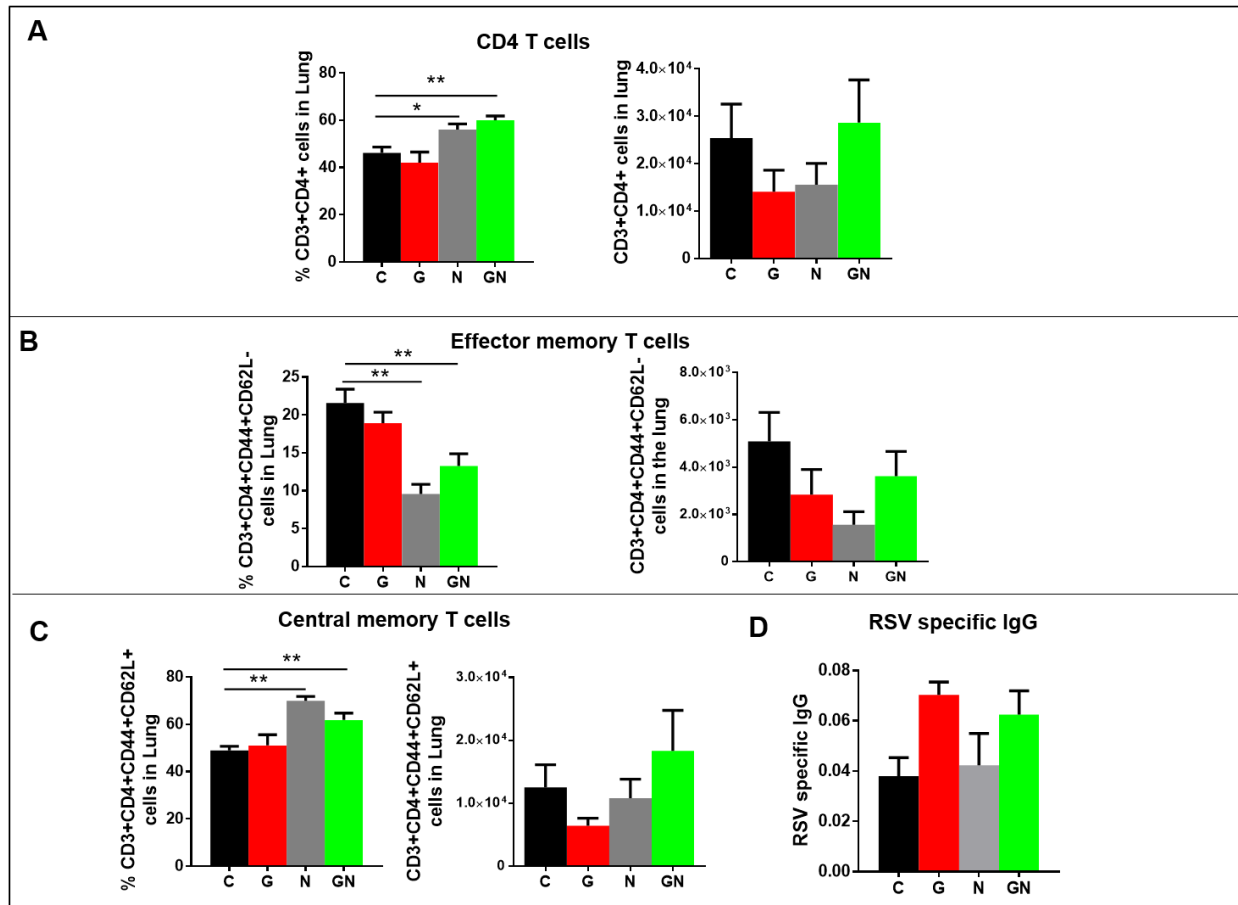 A
CD4 T cells
% CD3+CD4+ cells in Lung
80
60
40
20
0
**
*
C G N GN
CD3+CD4+ cells in lung
4.0×10⁴
3.0×10⁴
2.0×10⁴
1.0×10⁴
0
C G N GN
B
Effector memory T cells
% CD3+CD4+CD44+CD62L-
cells in Lung
25
20
15
10
5
0
**
**
C G N GN
CD3+CD4+CD44+CD62L-
cells in the lung
8.0×10³
6.0×10³
4.0×10³
2.0×10³
0
C G N GN
C
Central memory T cells
% CD3+CD4+CD44+CD62L+
cells in Lung
80
60
40
20
0
**
**
C G N GN
CD3+CD4+CD44+CD62L+
cells in Lung
3.0×10⁴
2.0×10⁴
1.0×10⁴
0
C G N GN
D
RSV specific IgG
RSV specific IgG
0.08
0.06
0.04
0.02
0.00
C G N GN